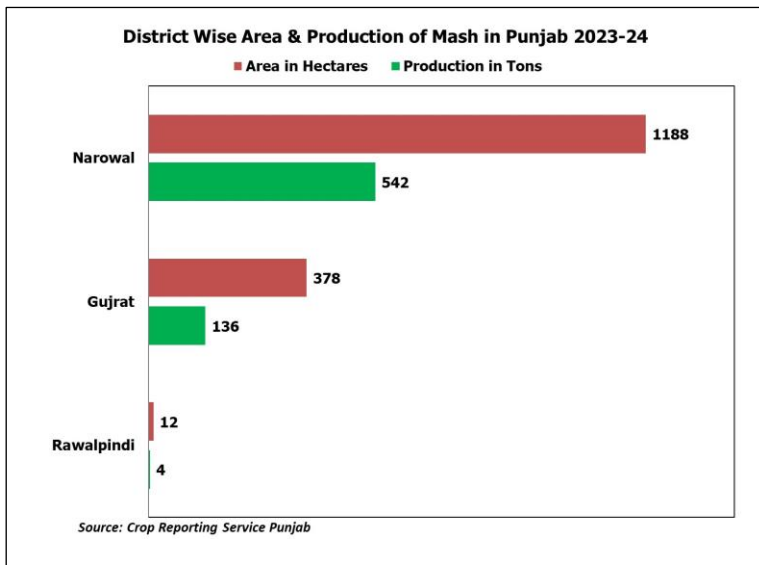 District Wise Area & Production of Mash in Punjab 2023-24
Area in Hectares Production in Tons
Narowal
1188
542
Gujrat
378
136
Rawalpindi
12
4
Source: Crop Reporting Service Punjab